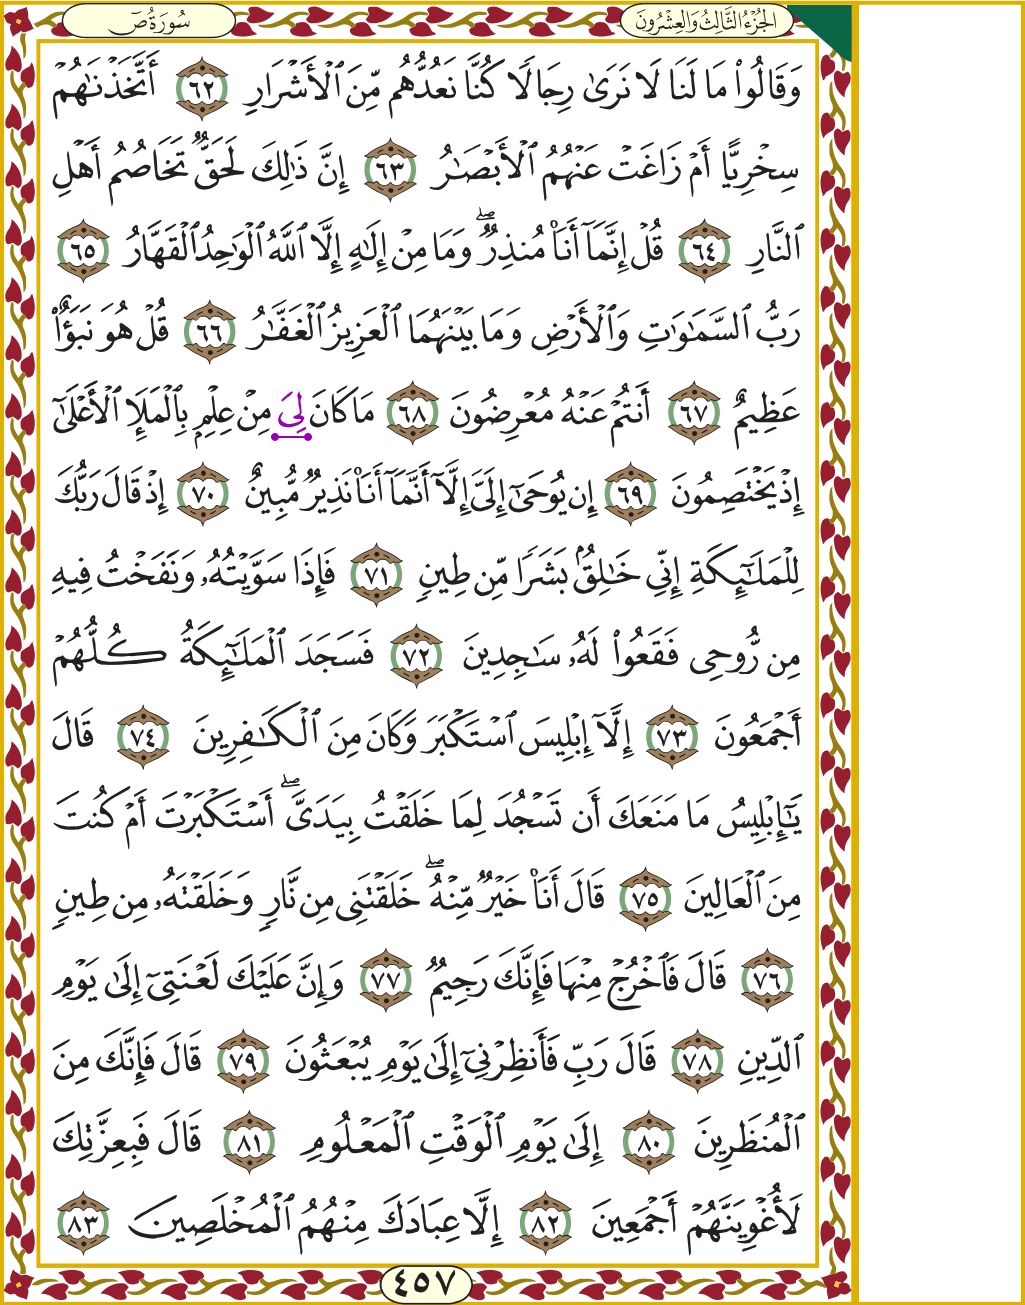 الجُزْءُ الثَّالِثُ وَالعِشْرُونَ
سُورَةُ صٓ
وَقَالُوا۟ مَا لَنَا لَا نَرَىٰ رِجَالًا كُنَّا نَعُدُّهُم مِّنَ ٱلْأَشْرَارِ ٦٢ أَتَّخَذْنَٰهُمْ
سِخْرِيًّا أَمْ زَاغَتْ عَنْهُمُ ٱلْأَبْصَٰرُ ٦٣ إِنَّ ذَٰلِكَ لَحَقٌّ تَخَاصُمُ أَهْلِ
ٱلنَّارِ ٦٤ قُلْ إِنَّمَآ أَنَا۠ مُنذِرٌ ۖ وَمَا مِنْ إِلَٰهٍ إِلَّا ٱللَّهُ ٱلْوَٰحِدُ ٱلْقَهَّارُ ٦٥
رَبُّ ٱلسَّمَٰوَٰتِ وَٱلْأَرْضِ وَمَا بَيْنَهُمَا ٱلْعَزِيزُ ٱلْغَفَّٰرُ ٦٦ قُلْ هُوَ نَبَؤٌا۟
عَظِيمٌ ٦٧ أَنتُمْ عَنْهُ مُعْرِضُونَ ٦٨ مَا كَانَ لِىَ مِنْ عِلْمٍ بِٱلْمَلَإِ ٱلْأَعْلَىٰٓ
إِذْ يَخْتَصِمُونَ ٦٩ إِن يُوحَىٰٓ إِلَىَّ إِلَّآ أَنَّمَآ أَنَا۠ نَذِيرٌ مُّبِينٌ ٧٠ إِذْ قَالَ رَبُّكَ
لِلْمَلَٰٓئِكَةِ إِنِّى خَٰلِقٌۢ بَشَرًا مِّن طِينٍ ٧١ فَإِذَا سَوَّيْتُهُۥ وَنَفَخْتُ فِيهِ
مِن رُّوحِى فَقَعُوا۟ لَهُۥ سَٰجِدِينَ ٧٢ فَسَجَدَ ٱلْمَلَٰٓئِكَةُ كُلُّهُمْ
أَجْمَعُونَ ٧٣ إِلَّآ إِبْلِيسَ ٱسْتَكْبَرَ وَكَانَ مِنَ ٱلْكَٰفِرِينَ ٧٤ قَالَ
يَٰٓإِبْلِيسُ مَا مَنَعَكَ أَن تَسْجُدَ لِمَا خَلَقْتُ بِيَدَىَّ ۖ أَسْتَكْبَرْتَ أَمْ كُنتَ
مِنَ ٱلْعَالِينَ ٧٥ قَالَ أَنَا۠ خَيْرٌ مِّنْهُ ۖ خَلَقْتَنِى مِن نَّارٍ وَخَلَقْتَهُۥ مِن طِينٍ
٧٦ قَالَ فَٱخْرُجْ مِنْهَا فَإِنَّكَ رَجِيمٌ ٧٧ وَإِنَّ عَلَيْكَ لَعْنَتِىٓ إِلَىٰ يَوْمِ
ٱلدِّينِ ٧٨ قَالَ رَبِّ فَأَنظِرْنِىٓ إِلَىٰ يَوْمِ يُبْعَثُونَ ٧٩ قَالَ فَإِنَّكَ مِنَ
ٱلْمُنظَرِينَ ٨٠ إِلَىٰ يَوْمِ ٱلْوَقْتِ ٱلْمَعْلُومِ ٨١ قَالَ فَبِعِزَّتِكَ
لَأُغْوِيَنَّهُمْ أَجْمَعِينَ ٨٢ إِلَّا عِبَادَكَ مِنْهُمُ ٱلْمُخْلَصِينَ ٨٣
٤٥٧